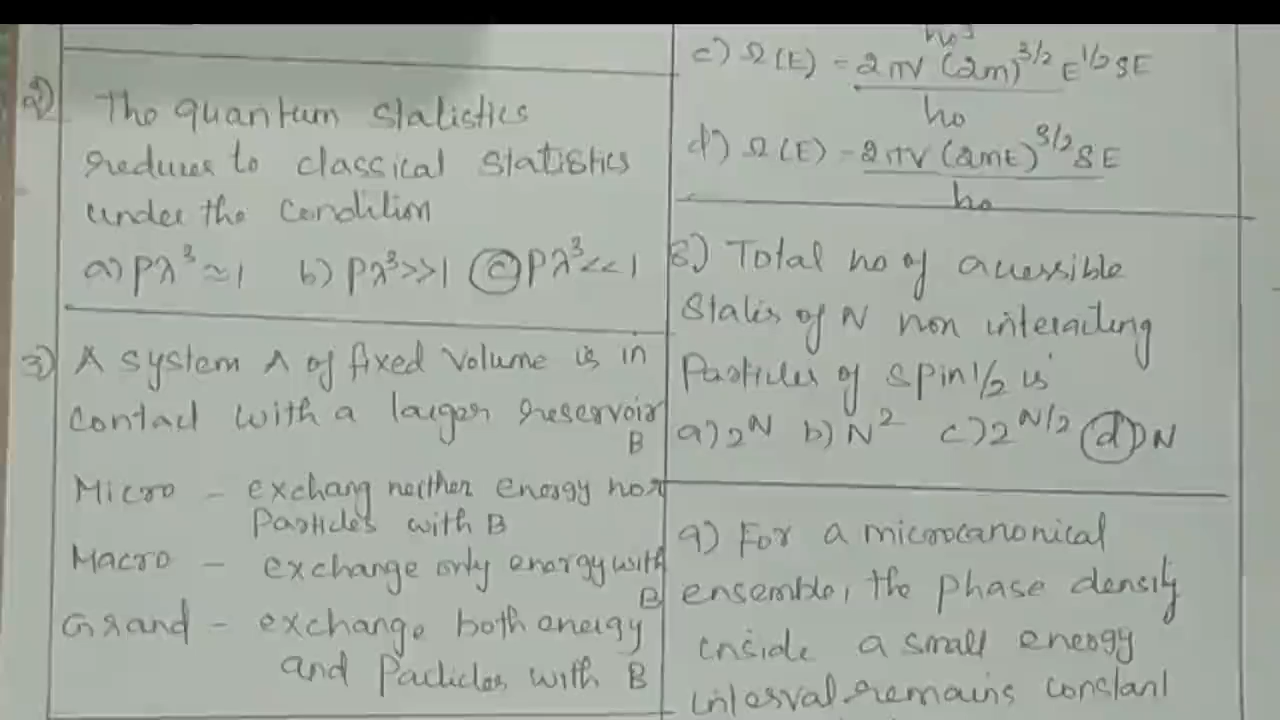 2) The quantum statistics
reduces to classical statistics
under the condition
a) ρλ³ ≈ 1 b) ρλ³ >> 1 c) ρλ³ << 1
3) A system A of fixed volume is in
contact with a larger reservoir
B
Micro - exchang neither energy nor
Particles with B
Macro - exchange only energy with
B
Grand - exchange both energy
and Particles with B
h₀³
c) Ω(E) = 2πV (2m)^3/2 E^1/2 δE
h₀
d) Ω(E) - 2πV (2mE)^3/2 δE
h₀
8.) Total no of accessible
States of N non interacting
Particles of spin 1/2 is
a) 2^N b) N² c) 2^N/2 d) N
9) For a microcanonical
ensemble, the phase density
inside a small energy
interval remains constant